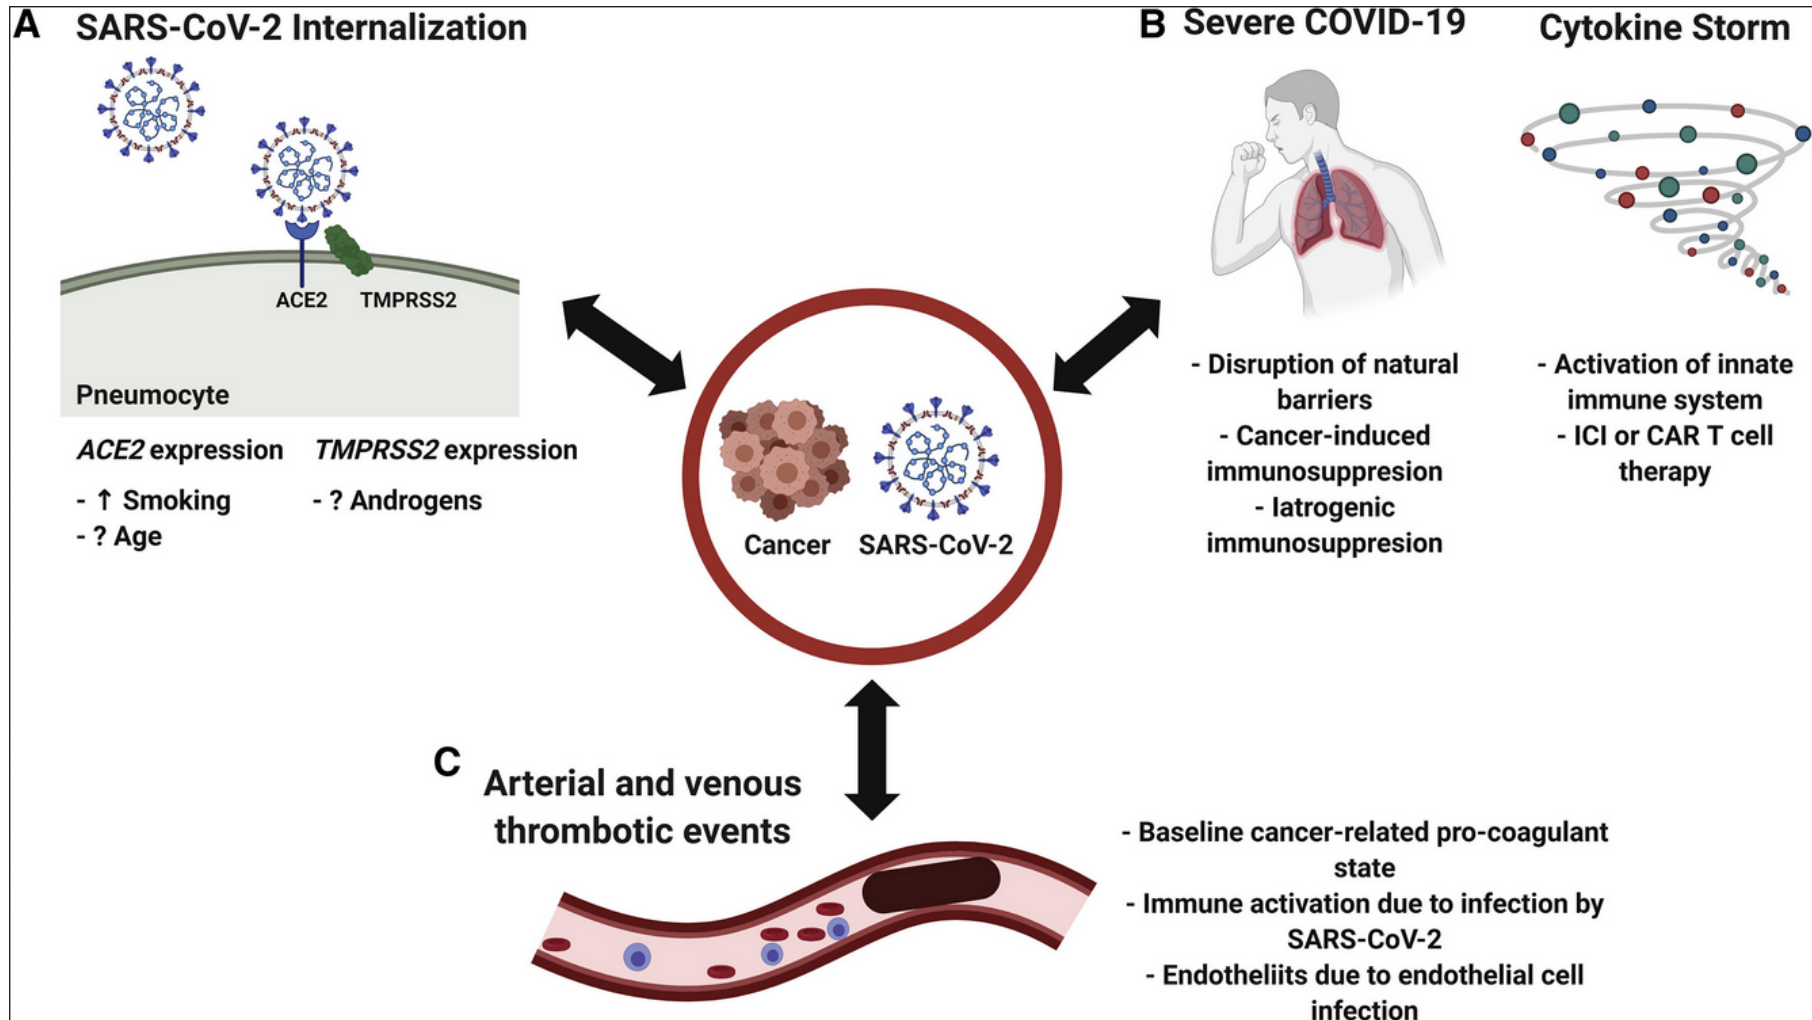 A
SARS-CoV-2 Internalization
ACE2
TMPRSS2
Pneumocyte
ACE2 expression
- ↑ Smoking
- ? Age
TMPRSS2 expression
- ? Androgens
B
Severe COVID-19
- Disruption of natural
barriers
- Cancer-induced
immunosuppresion
- Iatrogenic
immunosuppresion
Cytokine Storm
- Activation of innate
immune system
- ICI or CAR T cell
therapy
Cancer
SARS-CoV-2
C
Arterial and venous
thrombotic events
- Baseline cancer-related pro-coagulant
state
- Immune activation due to infection by
SARS-CoV-2
- Endotheliits due to endothelial cell
infection